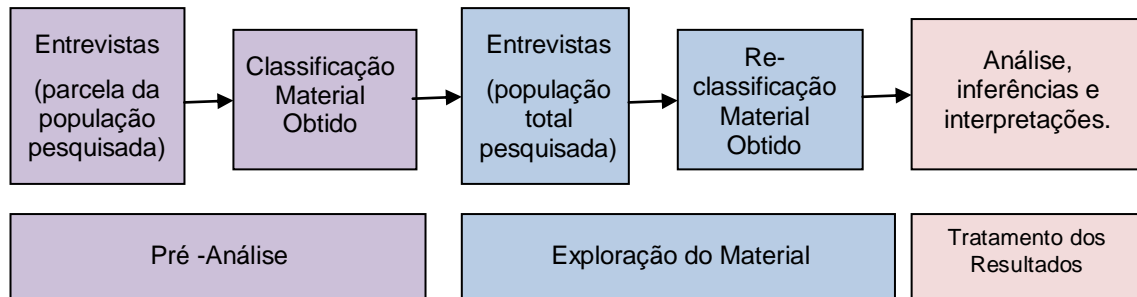 Entrevistas
(parcela da
população
pesquisada)
Classificação
Material
Obtido
Entrevistas
(população
total
pesquisada)
Re-
classificação
Material
Obtido
Análise,
inferências e
interpretações.
Pré -Análise
Exploração do Material
Tratamento dos
Resultados